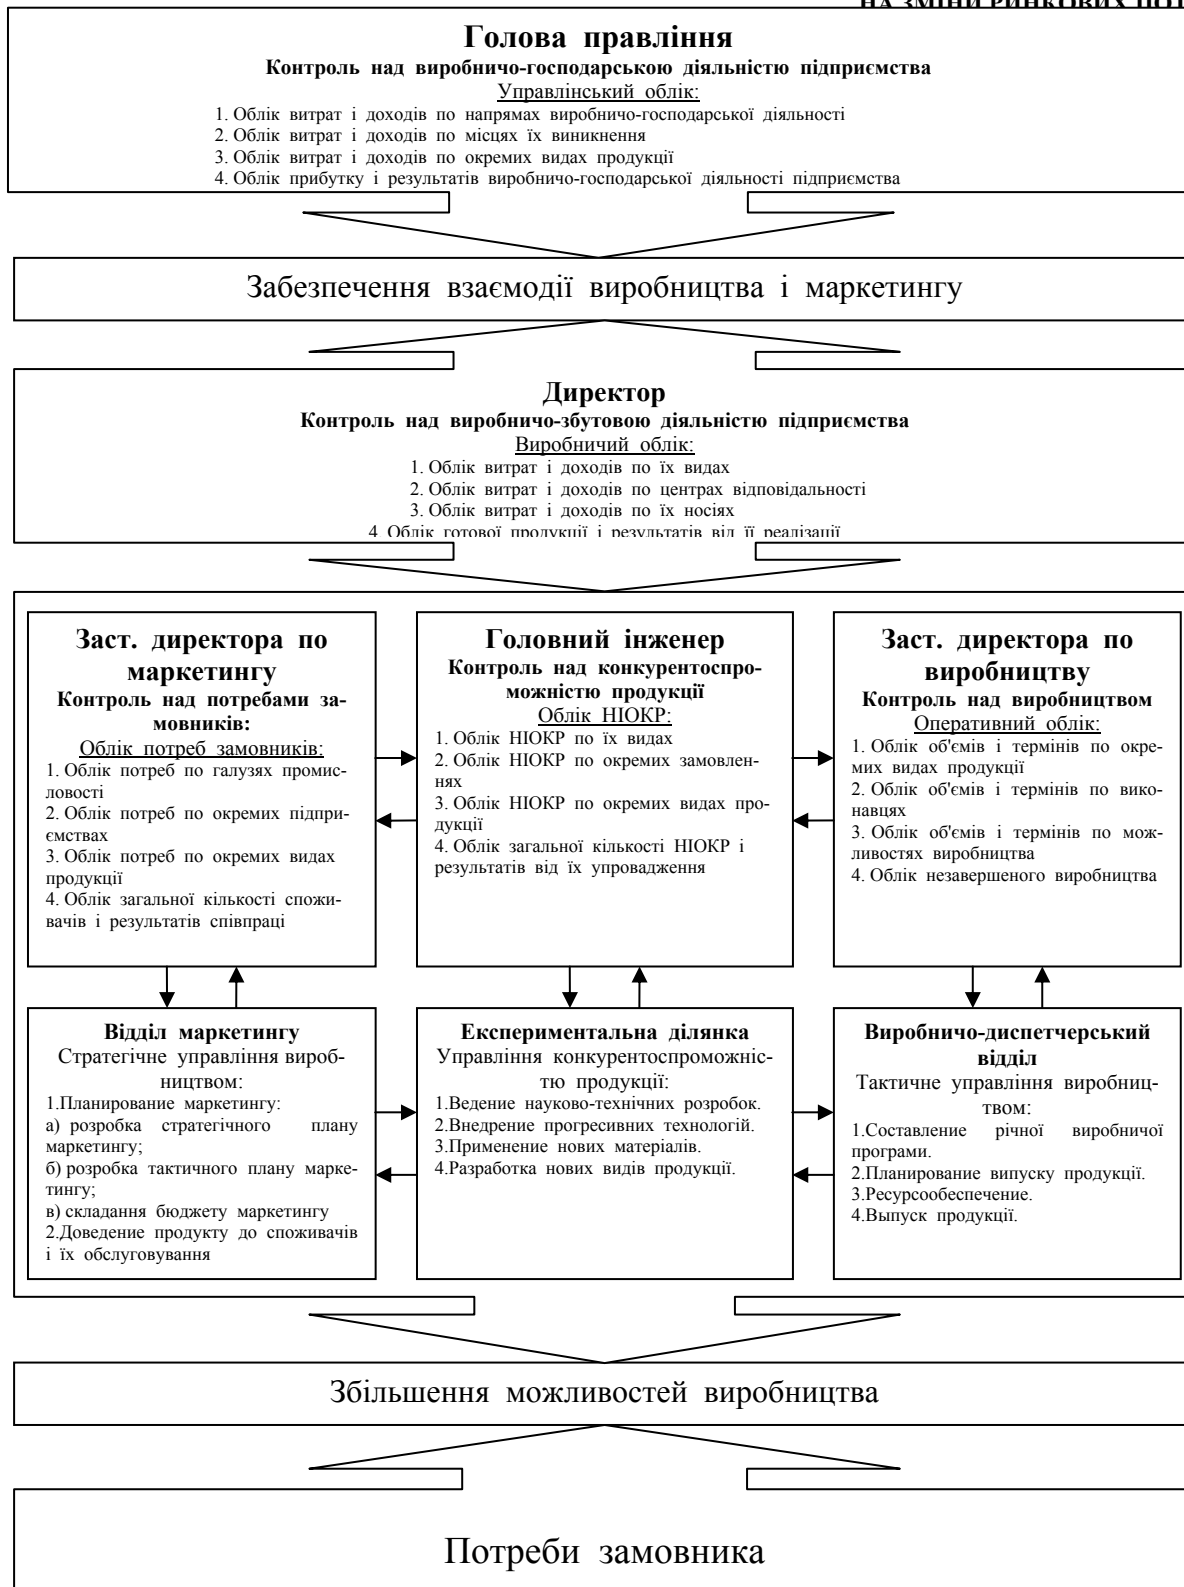 НА ЗМІНИ РИНКОВИХ ПОТ
Голова правління
Контроль над виробничо-господарською діяльністю підприємства
Управлінський облік:
1. Облік витрат і доходів по напрямах виробничо-господарської діяльності
2. Облік витрат і доходів по місцях їх виникнення
3. Облік витрат і доходів по окремих видах продукції
4. Облік прибутку і результатів виробничо-господарської діяльності підприємства
Забезпечення взаємодії виробництва і маркетингу
Директор
Контроль над виробничо-збутовою діяльністю підприємства
Виробничий облік:
1. Облік витрат і доходів по їх видах
2. Облік витрат і доходів по центрах відповідальності
3. Облік витрат і доходів по їх носіях
4. Облік готової продукції і результатів від її реалізації
Заст. директора по
маркетингу
Контроль над потребами за-
мовників:
Облік потреб замовників:
1. Облік потреб по галузях промис-
ловості
2. Облік потреб по окремих підпри-
ємствах
3. Облік потреб по окремих видах
продукції
4. Облік загальної кількості спожи-
вачів і результатів співпраці
Головний інженер
Контроль над конкурентоспро-
можністю продукції
Облік НІОКР:
1. Облік НІОКР по їх видах
2. Облік НІОКР по окремих замовлен-
нях
3. Облік НІОКР по окремих видах про-
дукції
4. Облік загальної кількості НІОКР і
результатів від їх упровадження
Заст. директора по
виробництву
Контроль над виробництвом
Оперативний облік:
1. Облік об'ємів і термінів по окре-
мих видах продукції
2. Облік об'ємів і термінів по вико-
навцях
3. Облік об'ємів і термінів по мож-
ливостях виробництва
4. Облік незавершеного виробництва
Відділ маркетингу
Стратегічне управління вироб-
ництвом:
1.Планирование маркетингу:
а) розробка стратегічного плану
маркетингу;
б) розробка тактичного плану марке-
тингу;
в) складання бюджету маркетингу
2.Доведение продукту до споживачів
і їх обслуговування
Експериментальна ділянка
Управління конкурентоспроможніс-
тю продукції:
1.Ведение науково-технічних розробок.
2.Внедрение прогресивних технологій.
3.Применение нових матеріалів.
4.Разработка нових видів продукції.
Виробничо-диспетчерський
відділ
Тактичне управління виробниц-
твом:
1.Составление річної виробничої
програми.
2.Планирование випуску продукції.
3.Ресурсообеспечение.
4.Выпуск продукції.
Збільшення можливостей виробництва
Потреби замовника